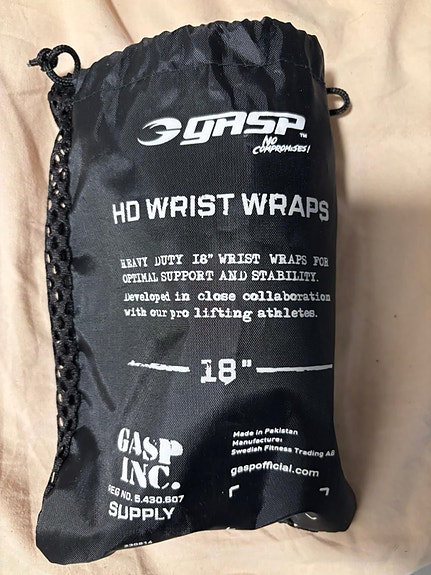 GASP™
NO
COMPROMISES!
HD WRIST WRAPS
HEAVY DUTY 18" WRIST WRAPS FOR
OPTIMAL SUPPORT AND STABILITY.
Developed in close collaboration
with our pro lifting athletes.
18"
GASP
INC.
REG NO. 5.430.607
SUPPLY
Made in Pakistan
Manufacture:
Swedish Fitness Trading AB
gaspofficial.com